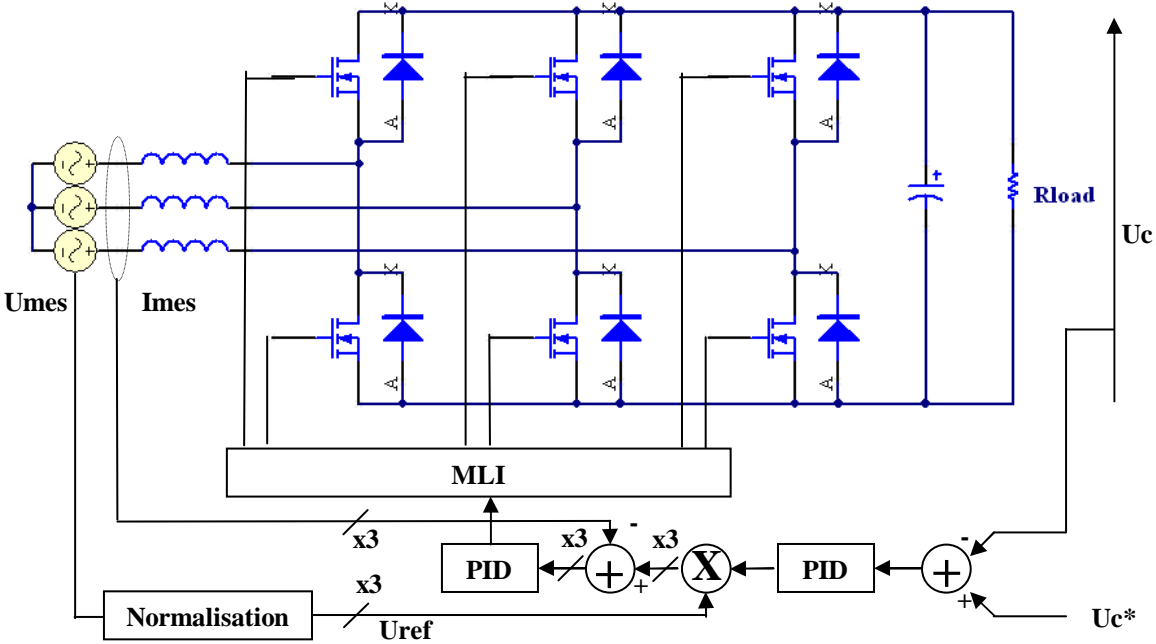 K K K
A A A
+
- + - + - +
Rload
Uc
Umes Imes
K K K
A A A
MLI
x3
-
x3
x3
-
PID
+
+
X
PID
+
+
Normalisation
x3
Uref
Uc*